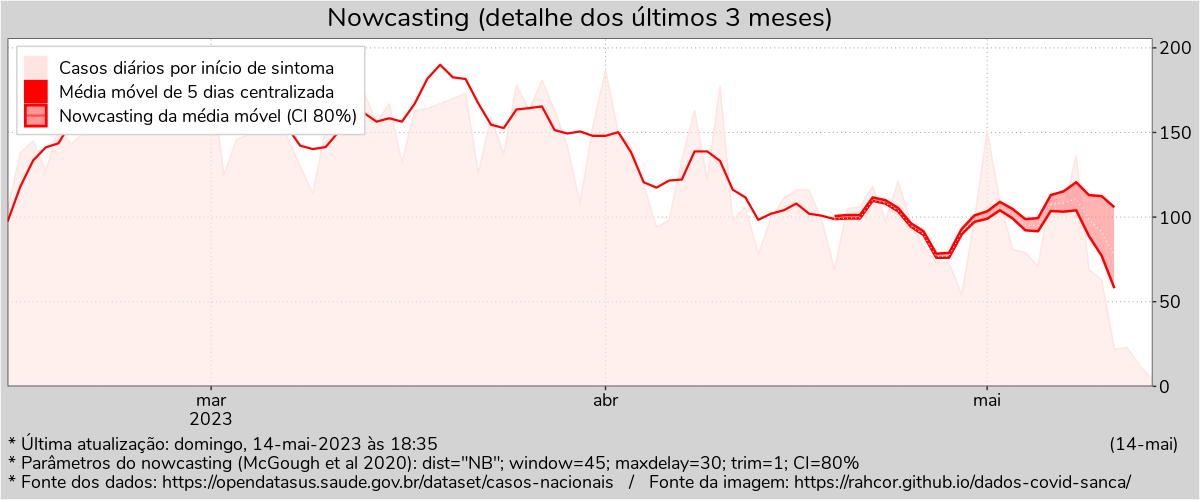 Nowcasting (detalhe dos últimos 3 meses)
Casos diários por início de sintoma
Média móvel de 5 dias centralizada
Nowcasting da média móvel (CI 80%)
200
150
100
50
0
mar abr mai
2023
* Última atualização: domingo, 14-mai-2023 às 18:35 (14-mai)
* Parâmetros do nowcasting (McGough et al 2020): dist="NB"; window=45; maxdelay=30; trim=1; CI=80%
* Fonte dos dados: https://opendatasus.saude.gov.br/dataset/casos-nacionais / Fonte da imagem: https://rahcor.github.io/dados-covid-sanca/